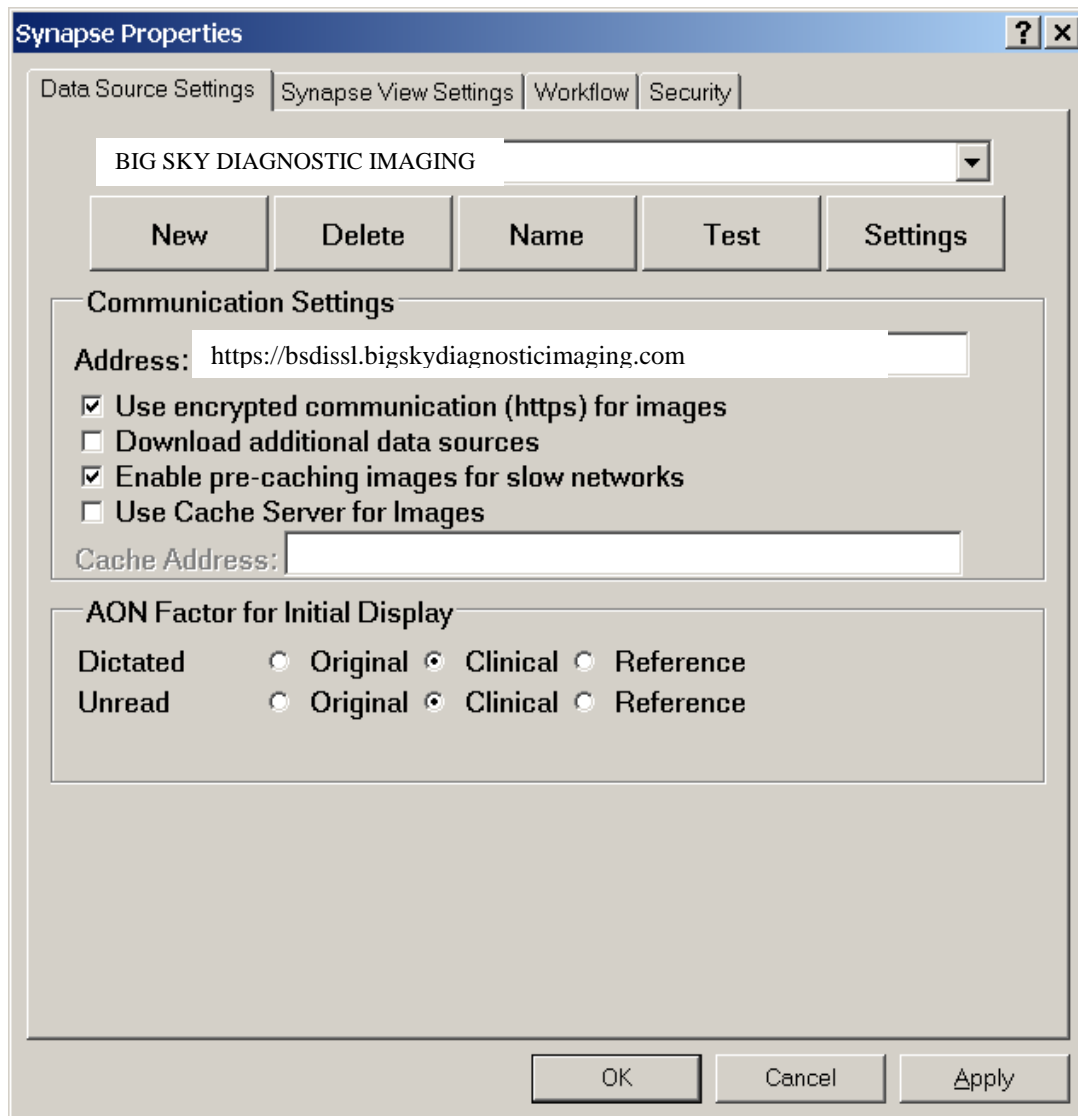 Synapse Properties
Data Source Settings Synapse View Settings Workflow Security
BIG SKY DIAGNOSTIC IMAGING
New Delete Name Test Settings
Communication Settings
Address: https://bsdissl.bigskydiagnosticimaging.com
Use encrypted communication (https) for images
Download additional data sources
Enable pre-caching images for slow networks
Use Cache Server for Images
Cache Address:
AON Factor for Initial Display
Dictated Original Clinical Reference
Unread Original Clinical Reference
OK Cancel Apply